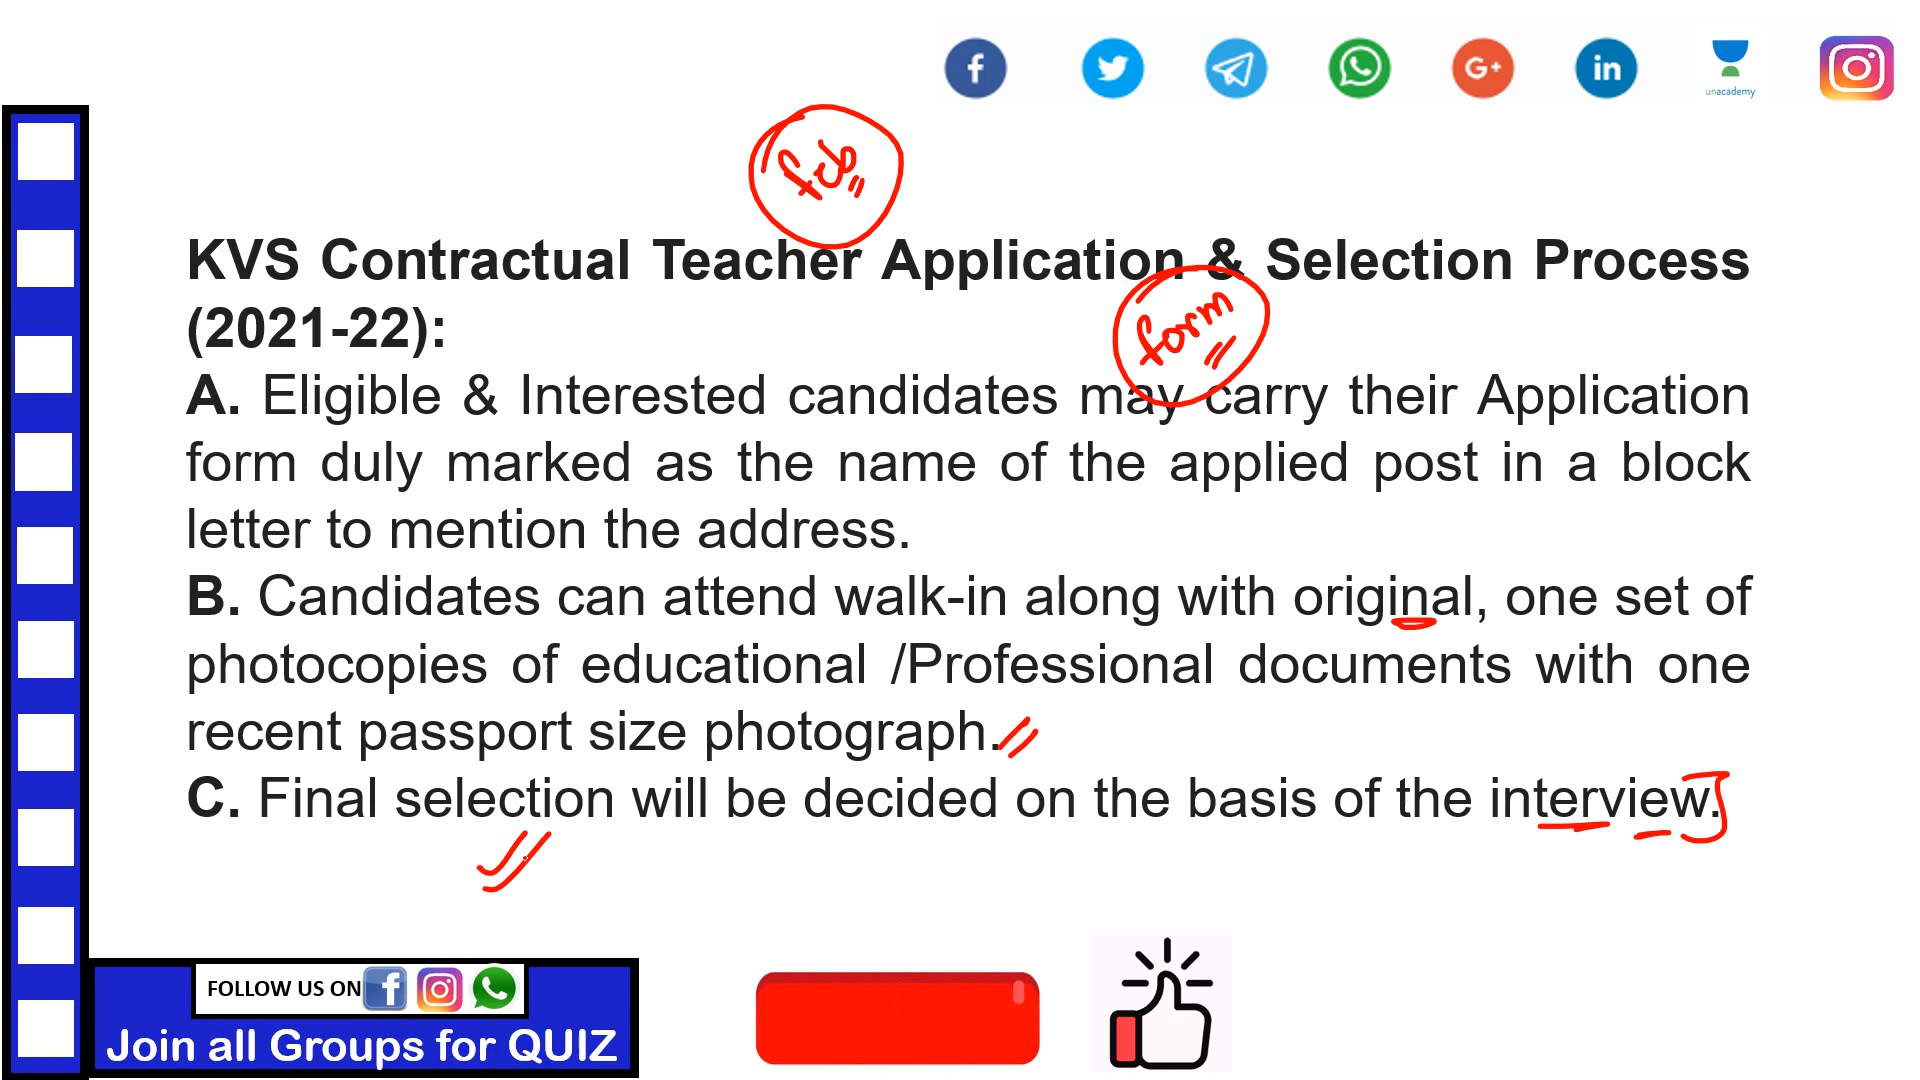 f
G+
in
unacademy
feb
KVS Contractual Teacher Application & Selection Process
(2021-22):
form
A. Eligible & Interested candidates may carry their Application
form duly marked as the name of the applied post in a block
letter to mention the address.
B. Candidates can attend walk-in along with original, one set of
photocopies of educational /Professional documents with one
recent passport size photograph.
C. Final selection will be decided on the basis of the interview.
FOLLOW US ON f
Join all Groups for QUIZ